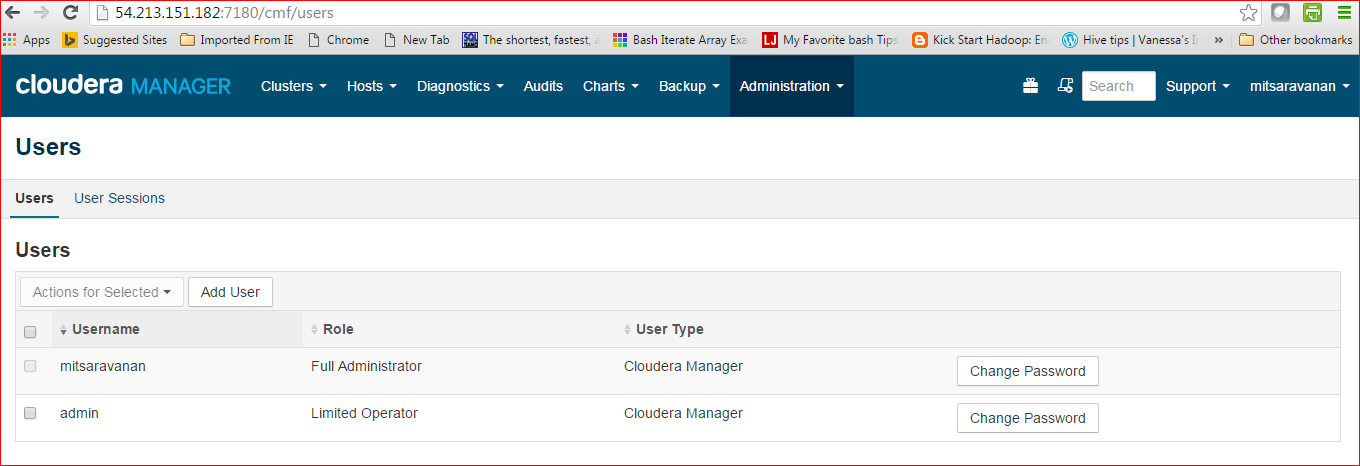 54.213.151.182:7180/cmf/users
Apps Suggested Sites Imported From IE Chrome New Tab The shortest, fastest, a Bash Iterate Array Exa My Favorite bash Tips Kick Start Hadoop: En Hive tips | Vanessa's In » Other bookmarks
cloudera MANAGER Clusters Hosts Diagnostics Audits Charts Backup Administration Search Support mitsaravanan
Users
Users User Sessions
Users
Actions for Selected Add User
Username Role User Type
mitsaravanan Full Administrator Cloudera Manager Change Password
admin Limited Operator Cloudera Manager Change Password